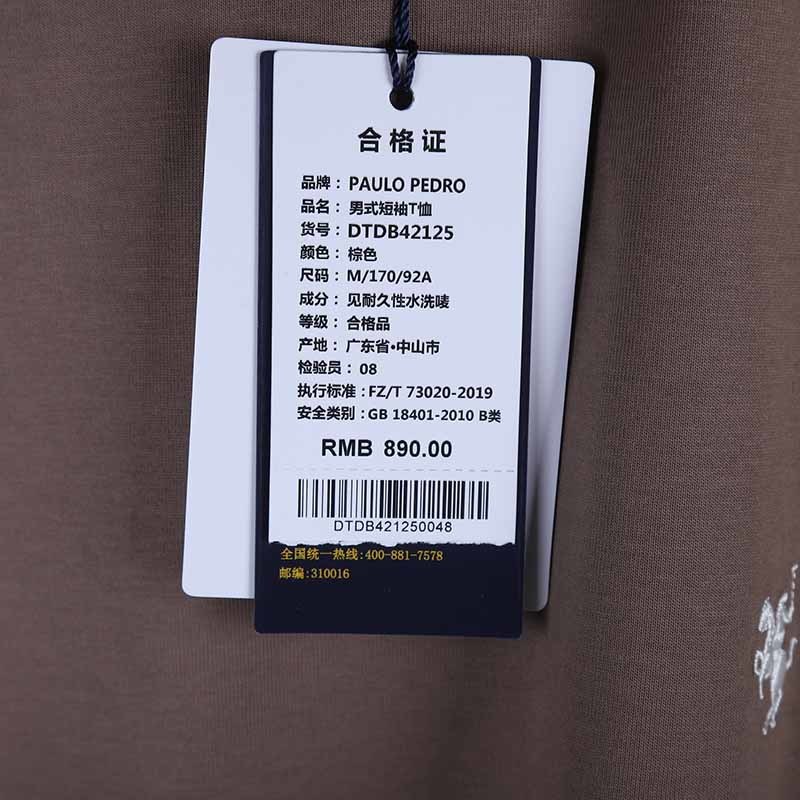 合格证
品牌：PAULO PEDRO
品名：男式短袖T恤
货号：DTDB42125
颜色：棕色
尺码：M/170/92A
成分：见耐久性水洗唛
等级：合格品
产地：广东省•中山市
检验员：08
执行标准：FZ/T 73020-2019
安全类别：GB 18401-2010 B类
RMB 890.00
DTDB421250048
全国统一热线:400-881-7578
邮编:310016